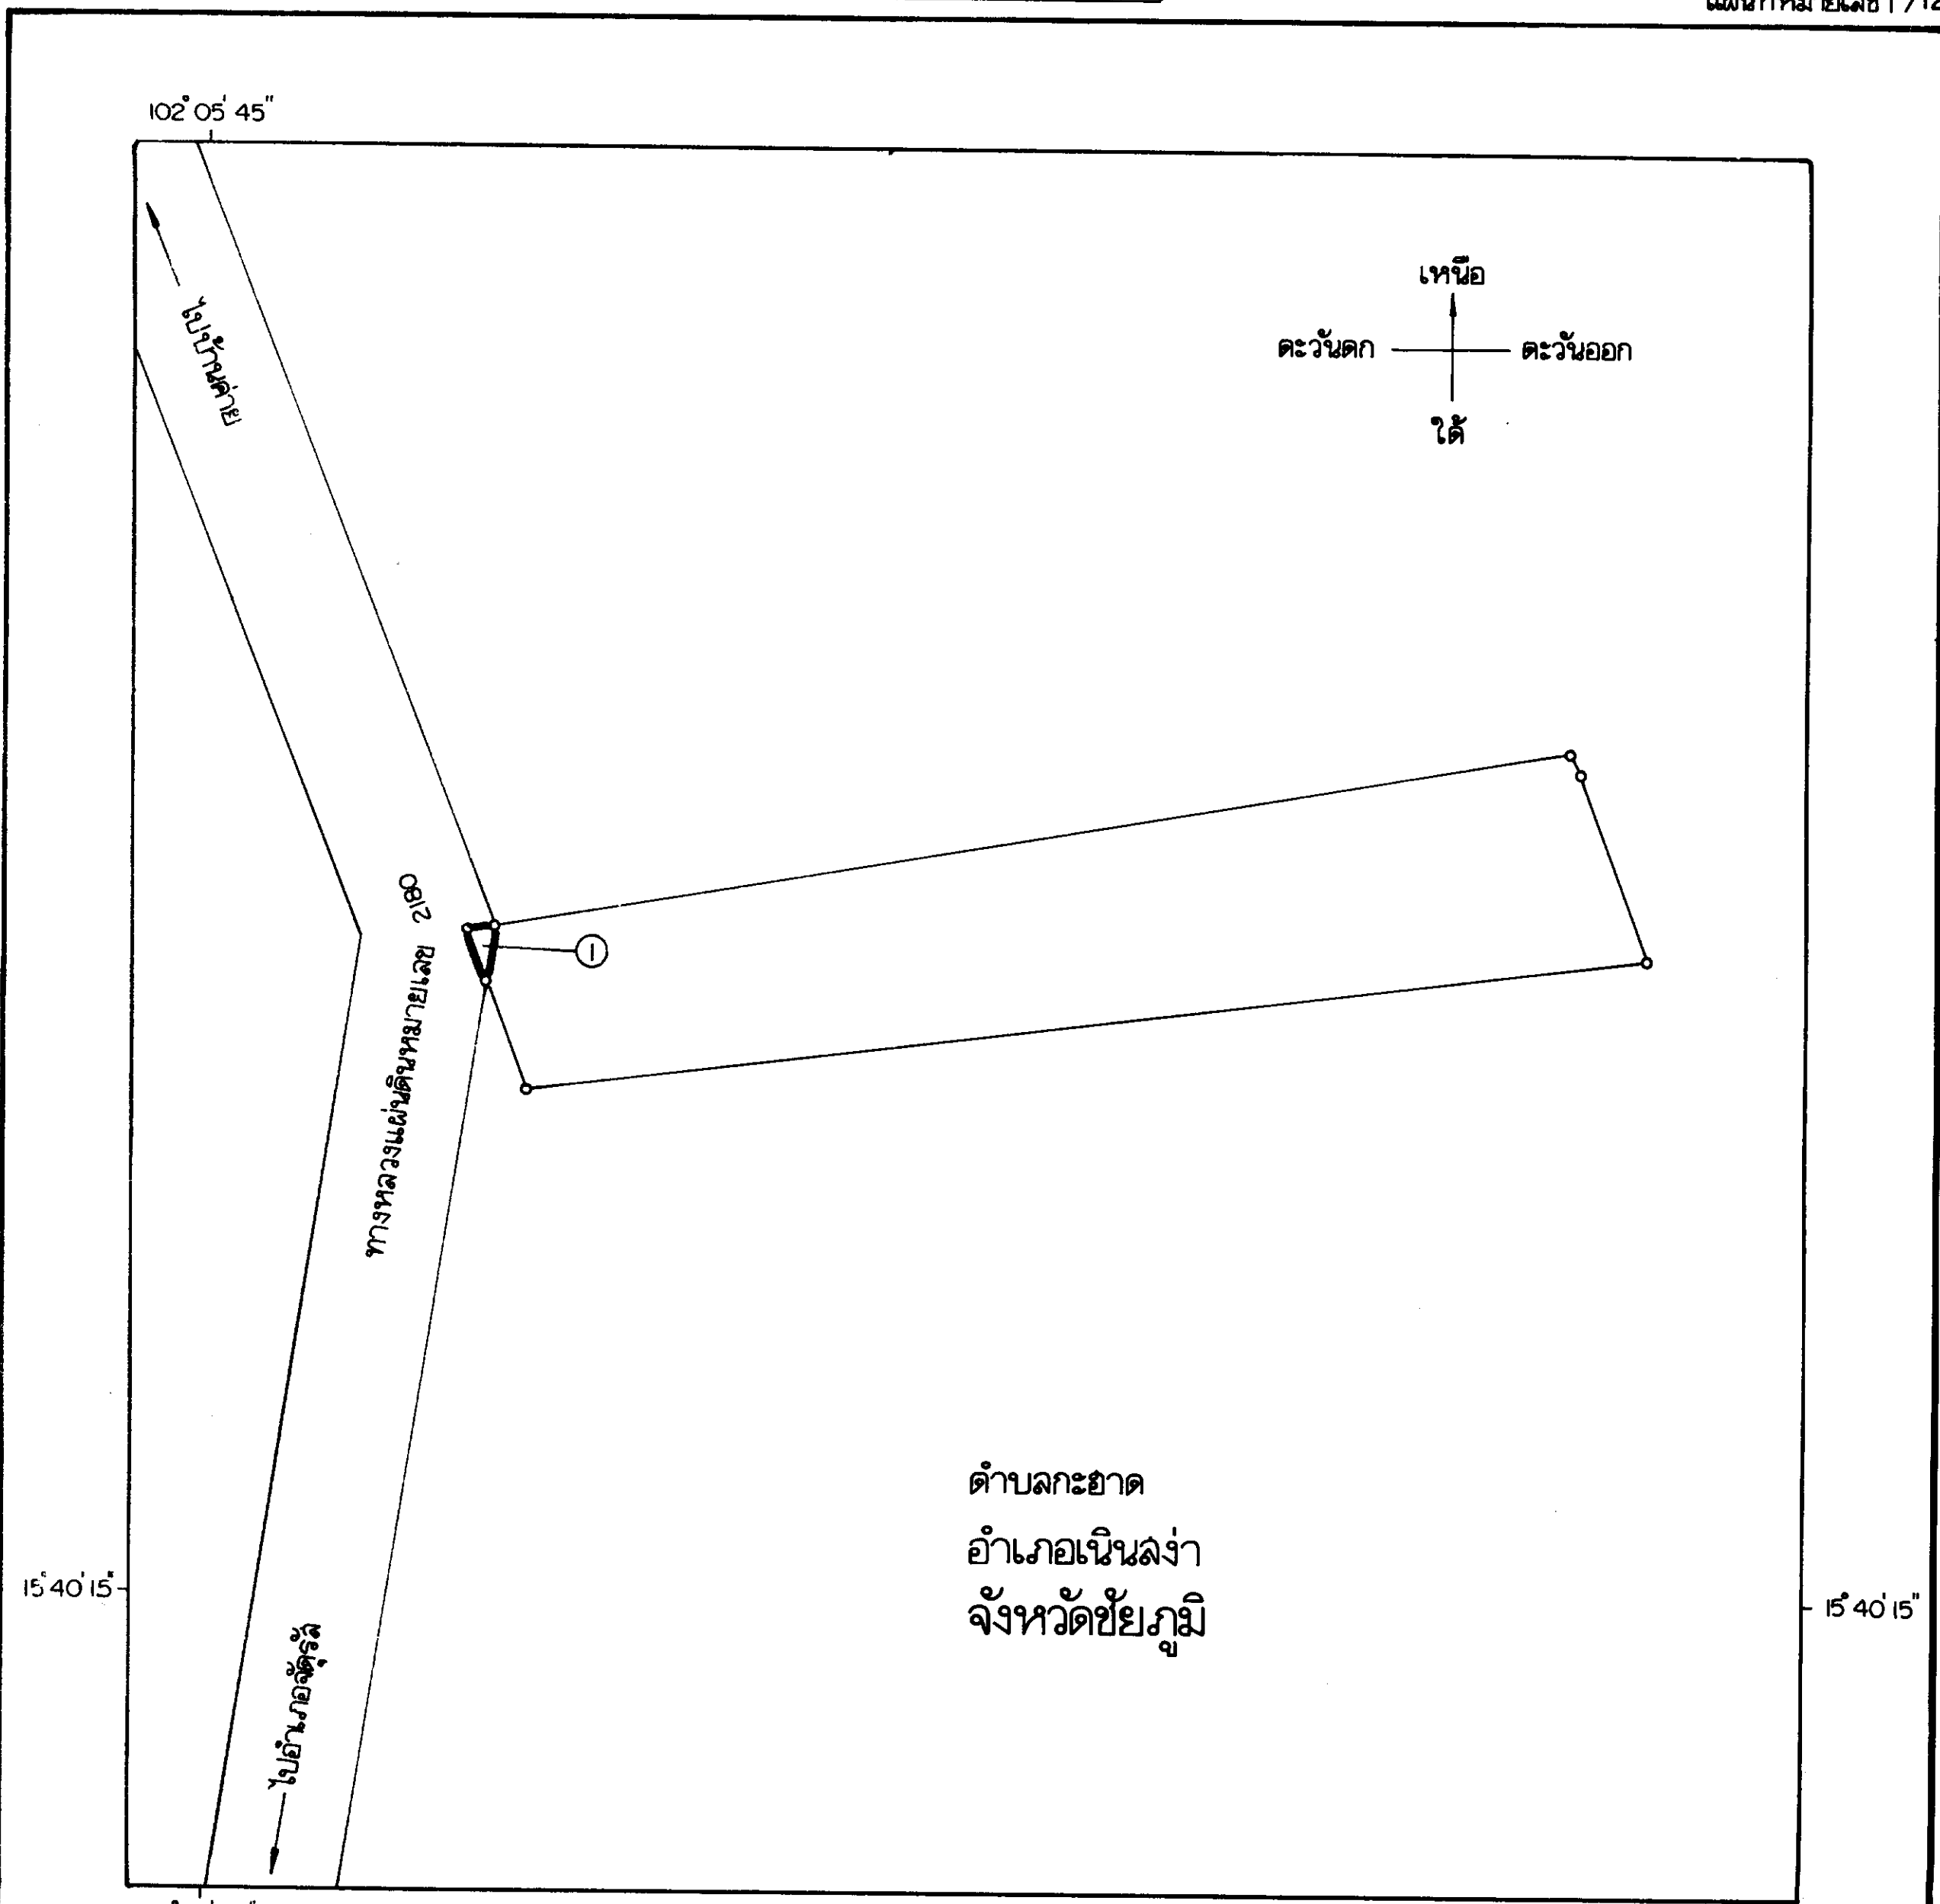 102° 05' 45"
เหนือ
ตะวันตก
ตะวันออก
ใต้
ไปบ้านค่าย
ทางหลวงแผ่นดินหมายเลข 2180
ตำบลกะฮาด
อำเภอเนินสง่า
จังหวัดชัยภูมิ
15° 40' 15"
15° 40' 15"
ไปอำเภอจัตุรัส
1